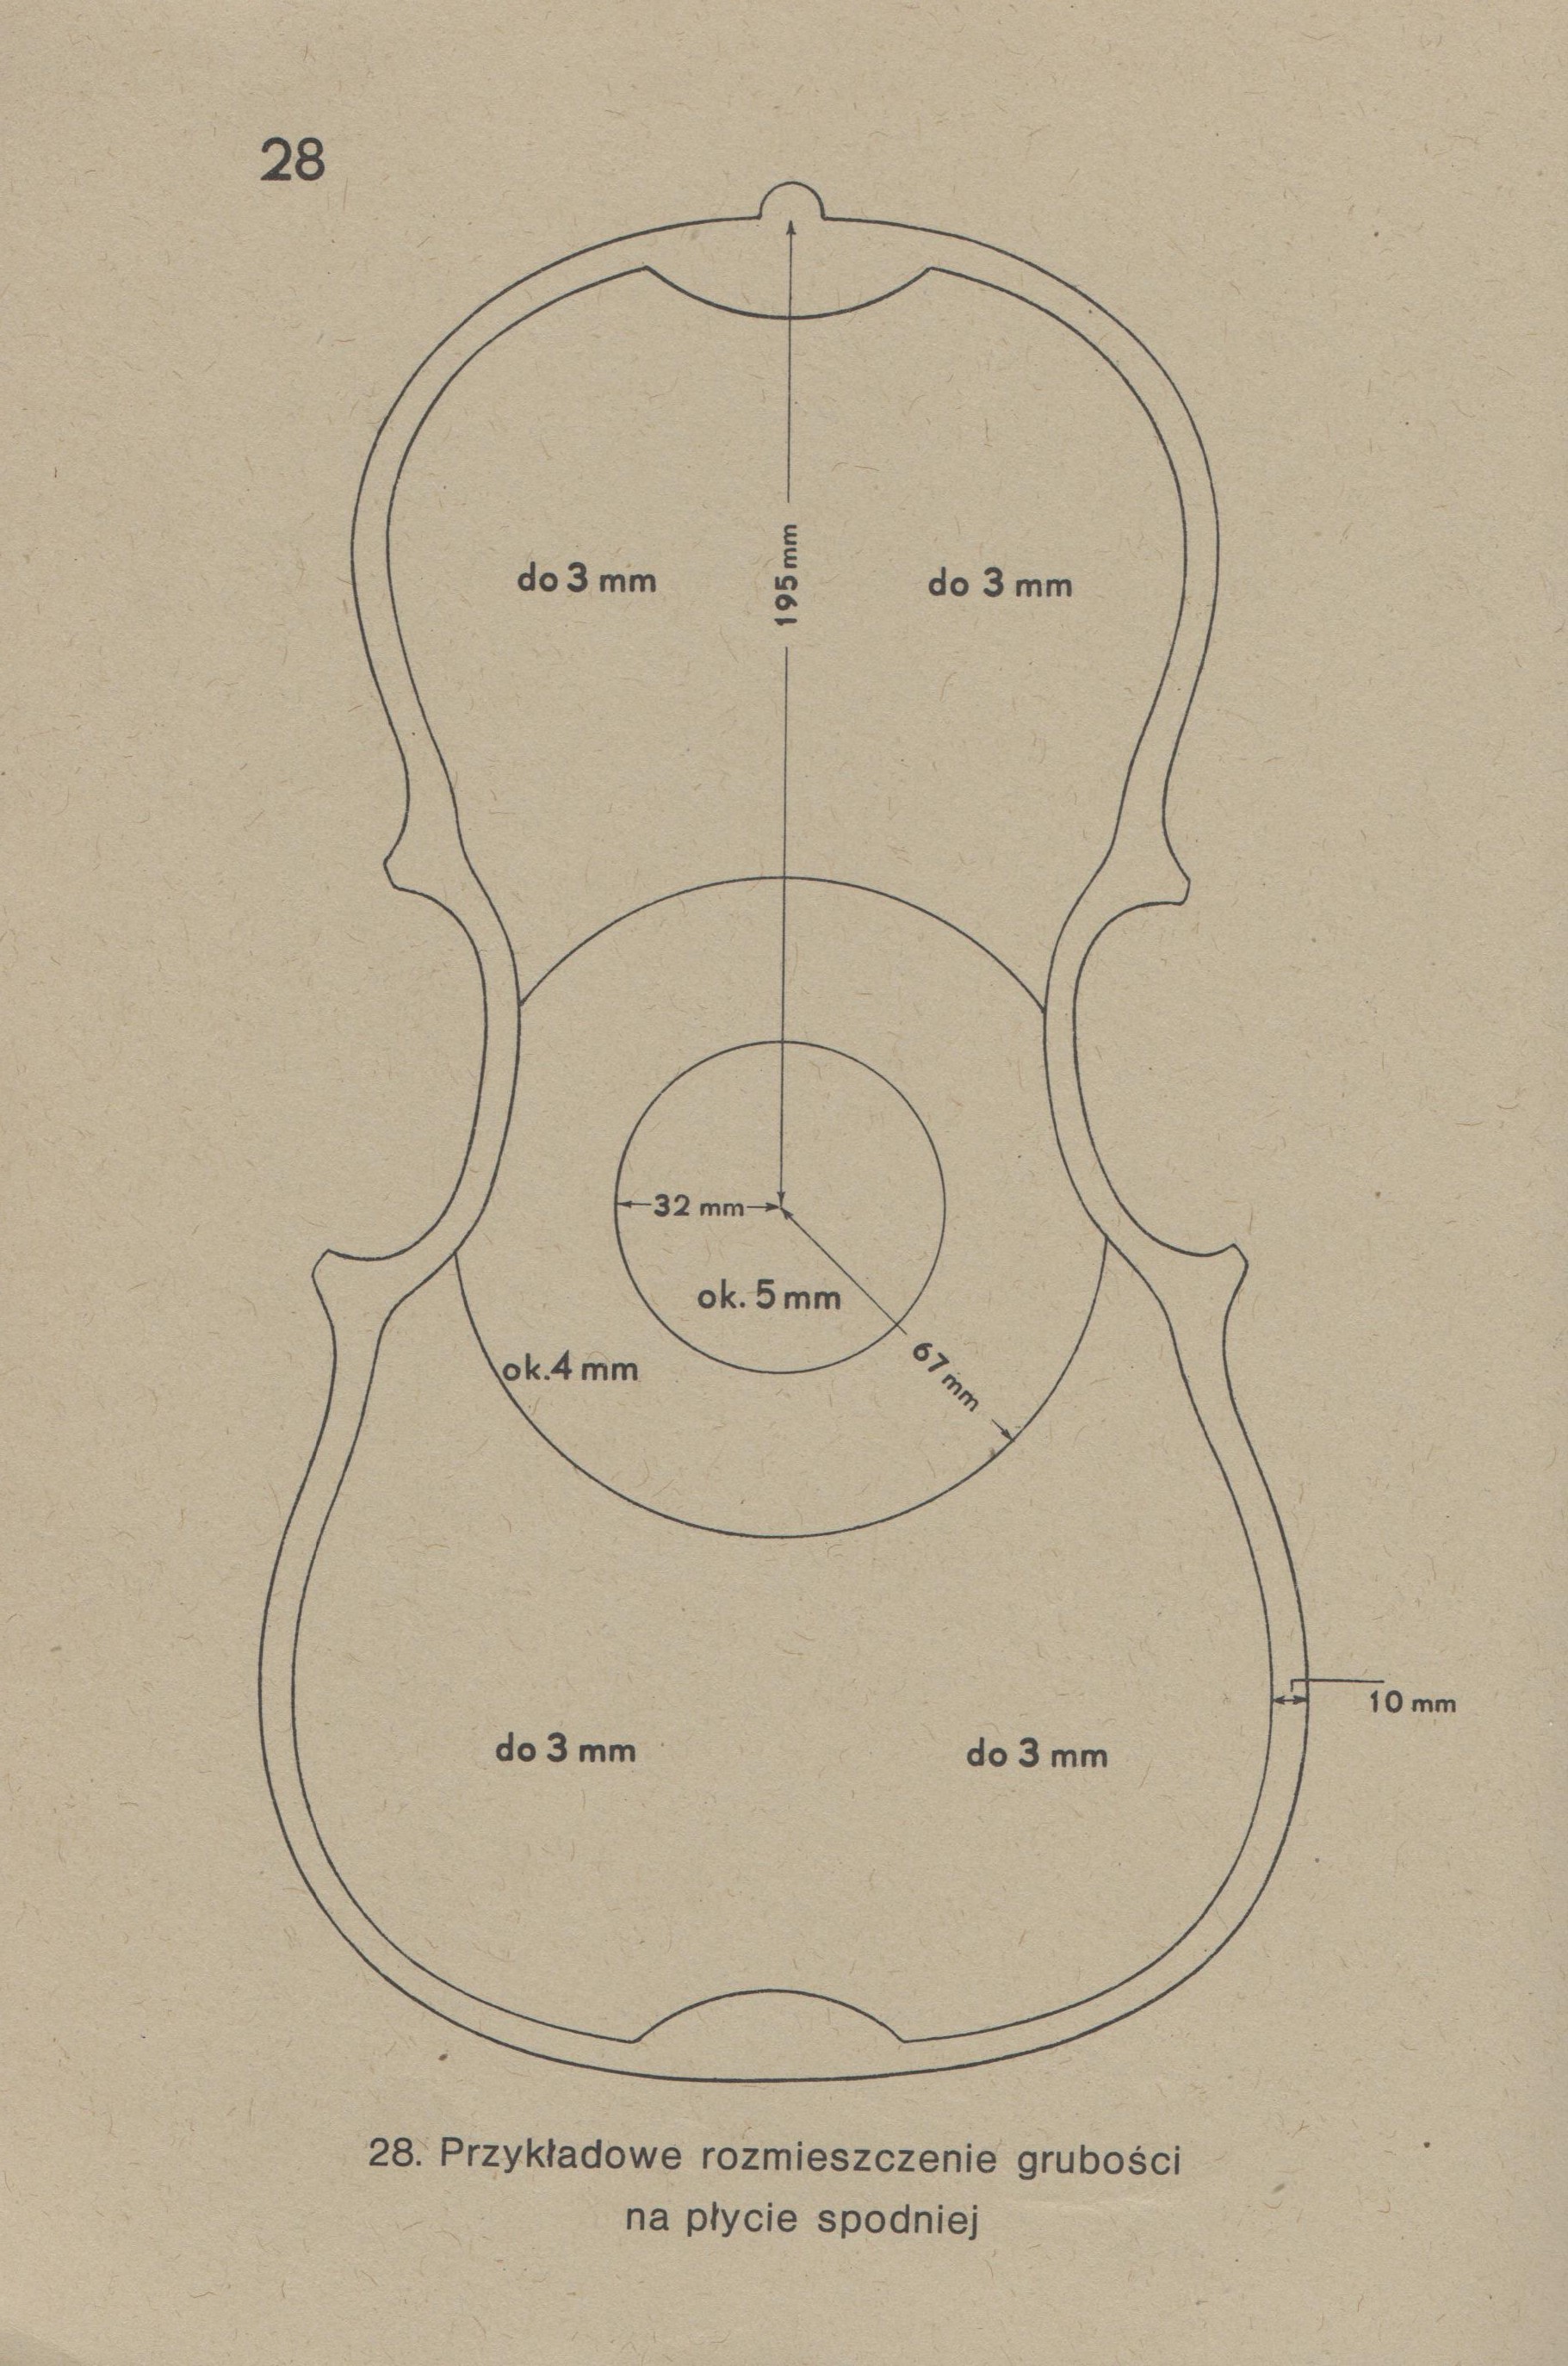 28
do 3 mm
195 mm
do 3 mm
32 mm
ok. 5 mm
67 mm
ok. 4 mm
10 mm
do 3 mm
do 3 mm
28. Przykładowe rozmieszczenie grubości
na płycie spodniej